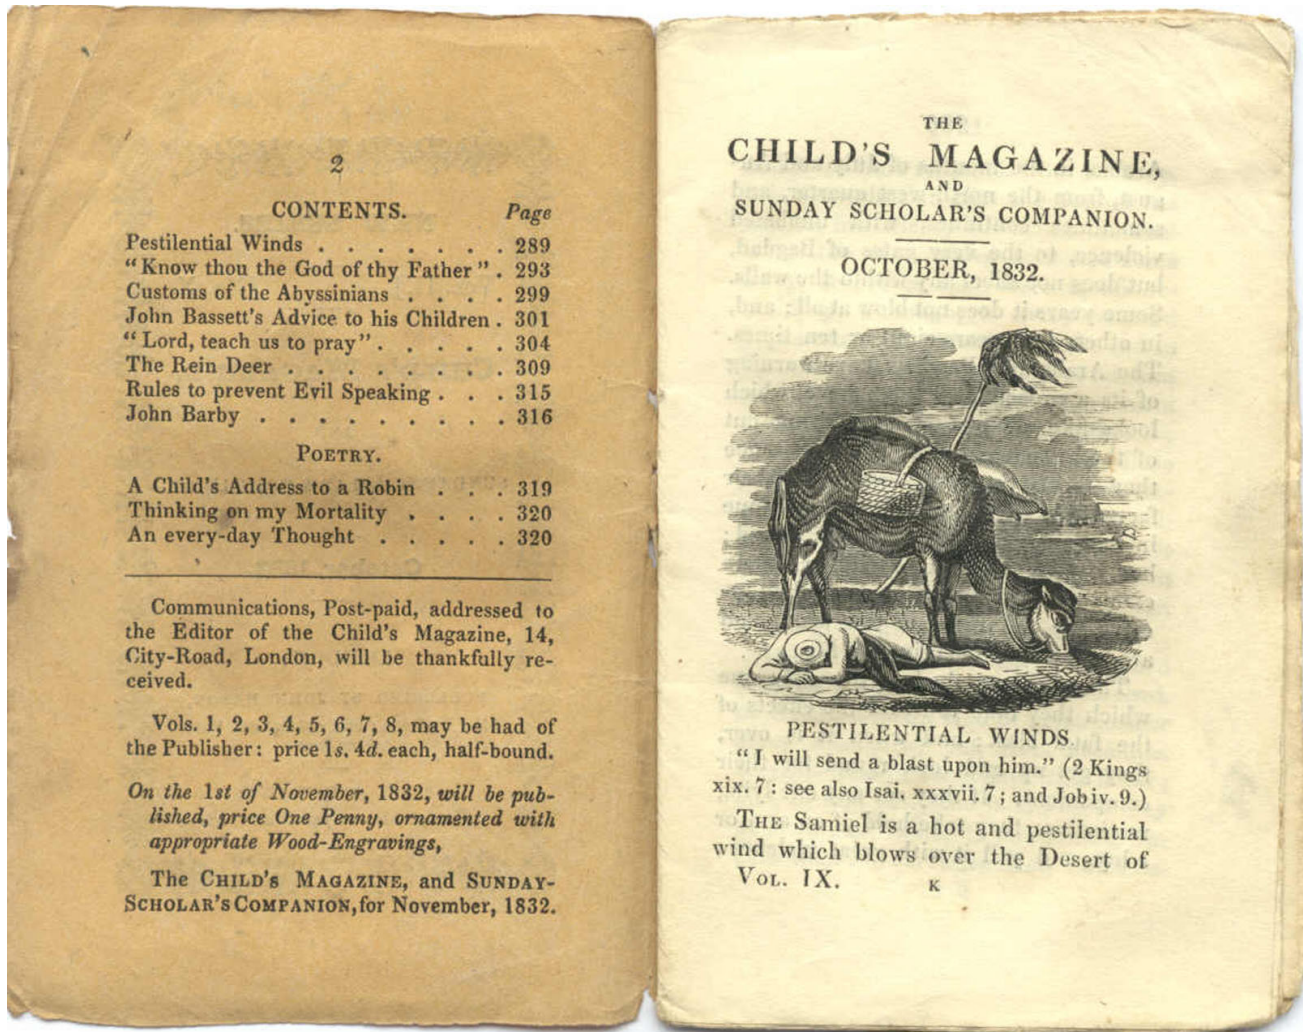 2
CONTENTS. Page
Pestilential Winds . . . . . . . 289
“Know thou the God of thy Father” . 293
Customs of the Abyssinians . . . . 299
John Bassett's Advice to his Children . 301
“Lord, teach us to pray” . . . . . 304
The Rein Deer . . . . . . . . 309
Rules to prevent Evil Speaking . . . 315
John Barby . . . . . . . . . 316
POETRY.
A Child's Address to a Robin . . . 319
Thinking on my Mortality . . . . 320
An every-day Thought . . . . . 320
Communications, Post-paid, addressed to
the Editor of the Child's Magazine, 14,
City-Road, London, will be thankfully re-
ceived.
Vols. 1, 2, 3, 4, 5, 6, 7, 8, may be had of
the Publisher: price 1s. 4d. each, half-bound.
On the 1st of November, 1832, will be pub-
lished, price One Penny, ornamented with
appropriate Wood-Engravings,
The CHILD'S MAGAZINE, and SUNDAY-
SCHOLAR'S COMPANION, for November, 1832.
THE
CHILD'S MAGAZINE,
AND
SUNDAY SCHOLAR'S COMPANION.
OCTOBER, 1832.
PESTILENTIAL WINDS
“I will send a blast upon him.” (2 Kings
xix. 7: see also Isai. xxxvii. 7; and Job iv. 9.)
THE Samiel is a hot and pestilential
wind which blows over the Desert of
VOL. IX. K